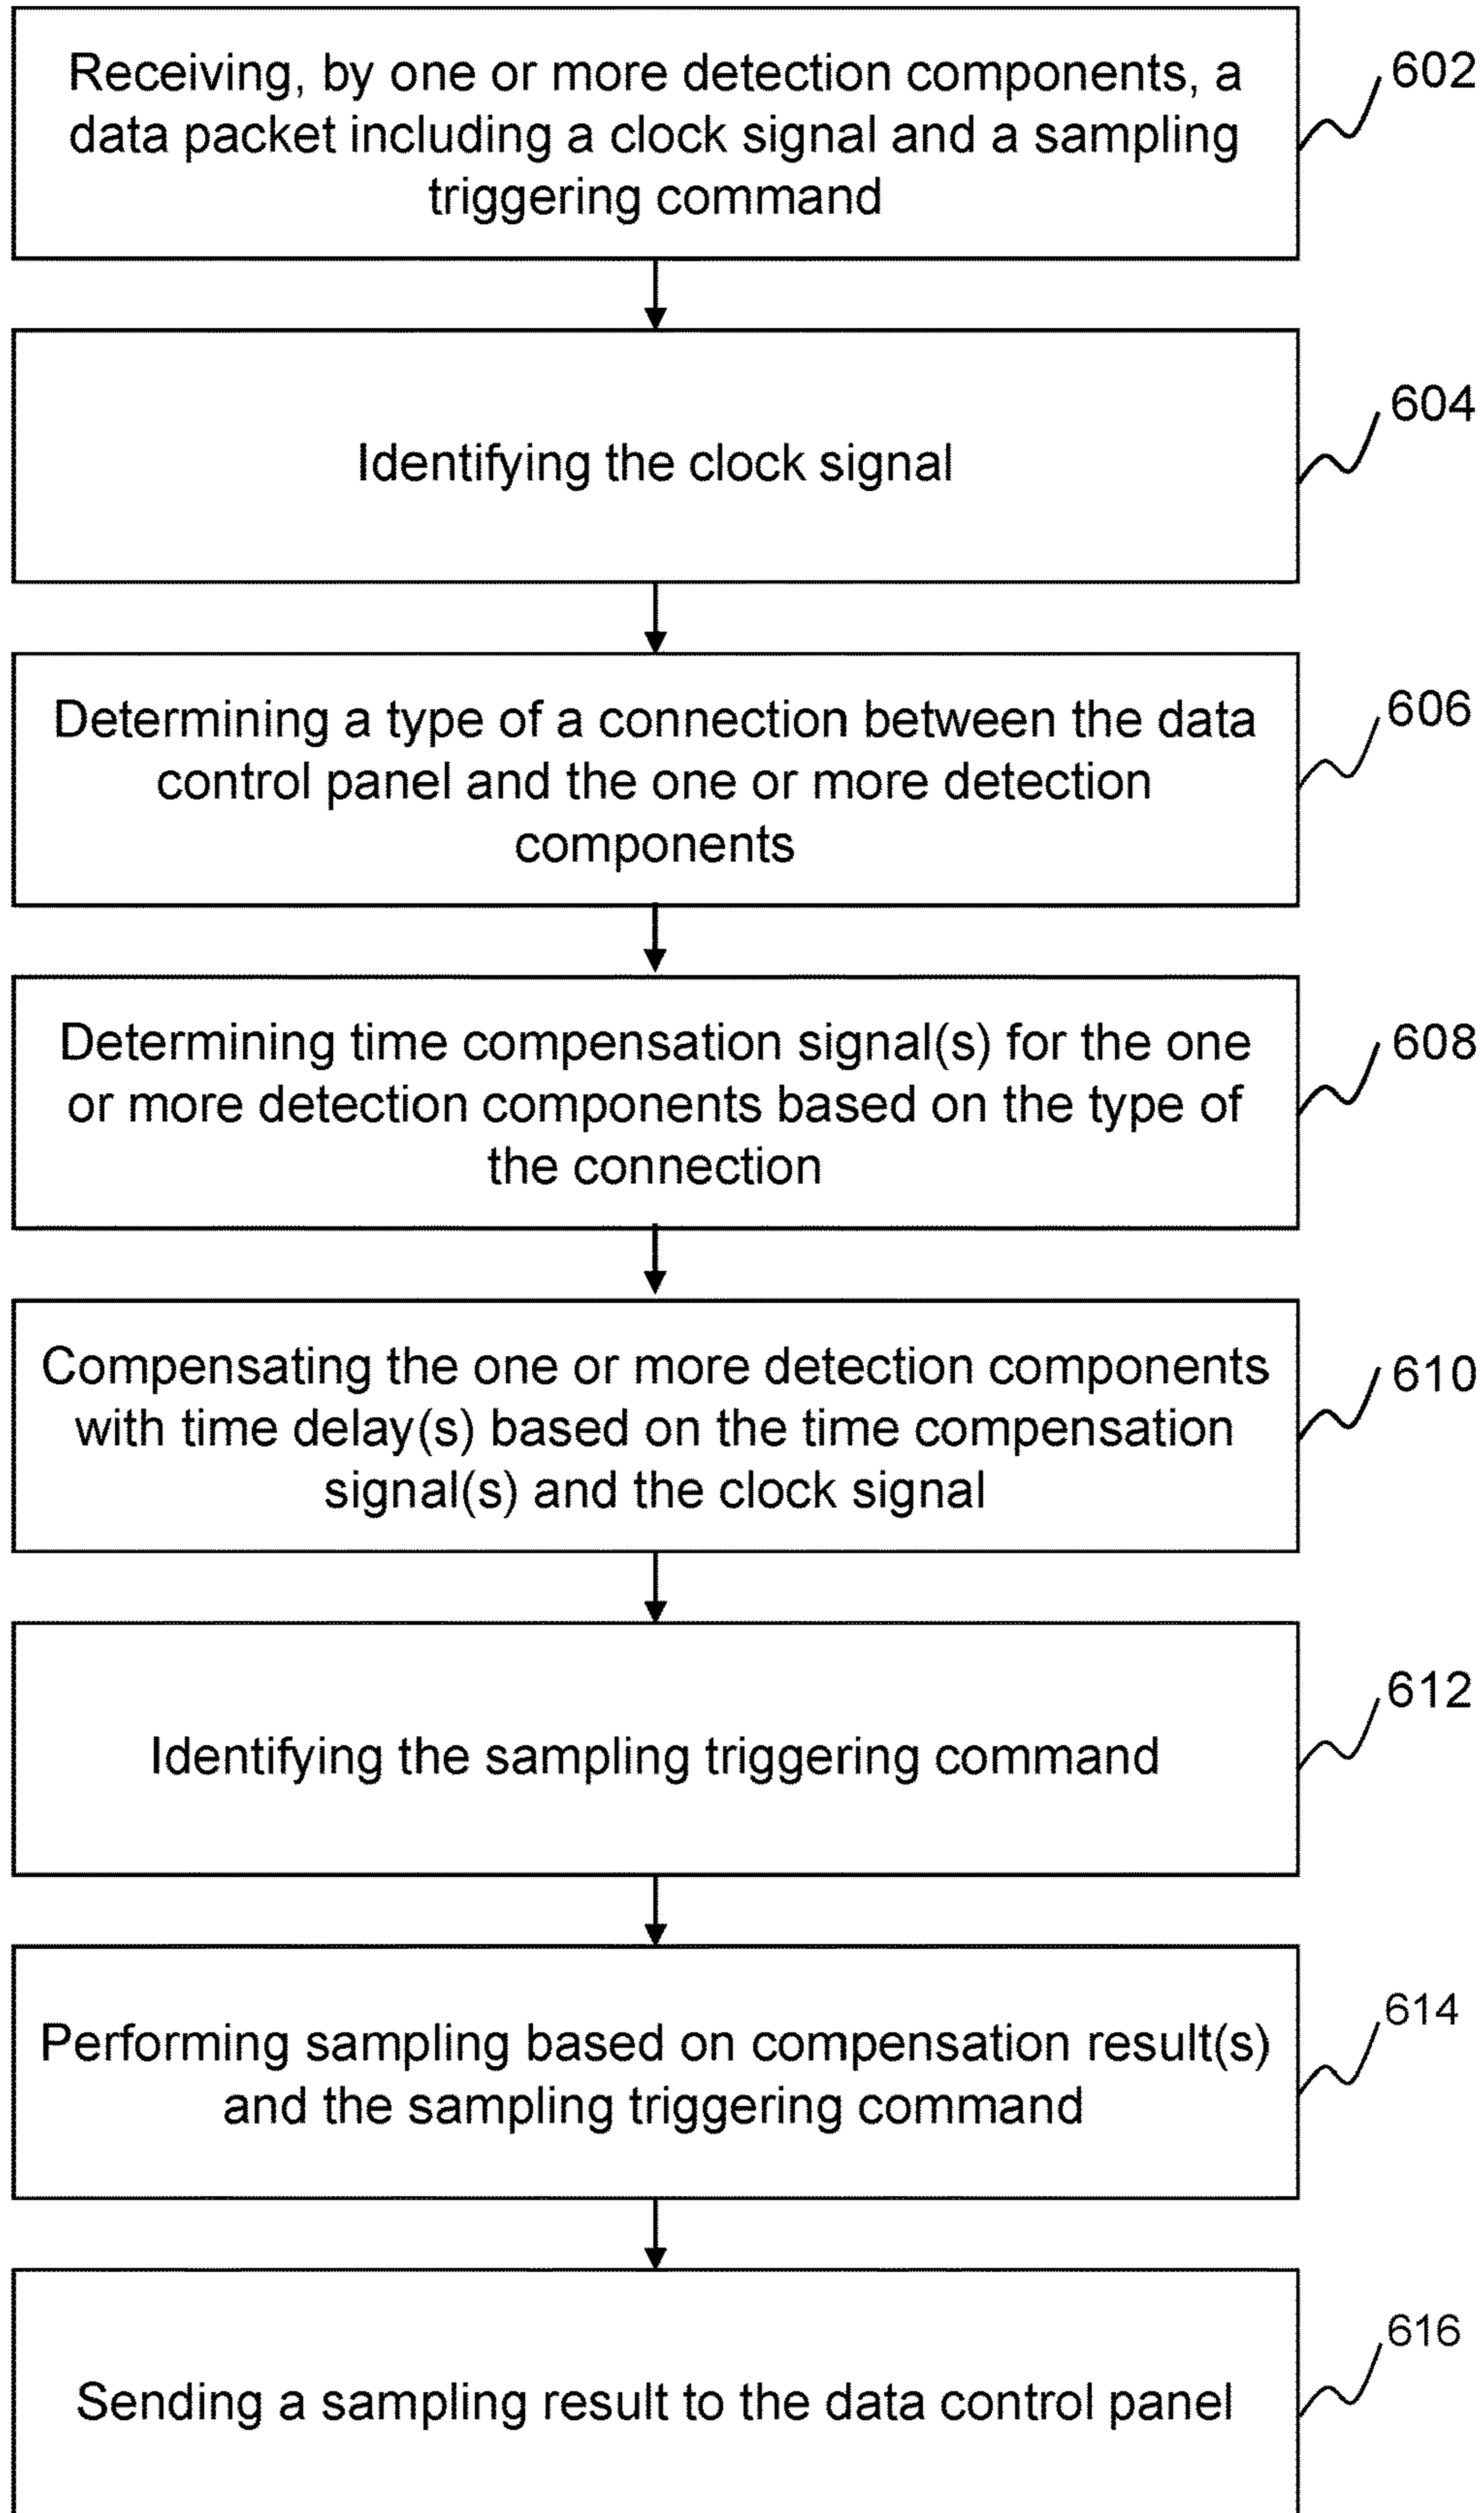 Receiving, by one or more detection components, a
data packet including a clock signal and a sampling
triggering command
602
Identifying the clock signal
604
Determining a type of a connection between the data
control panel and the one or more detection
components
606
Determining time compensation signal(s) for the one
or more detection components based on the type of
the connection
608
Compensating the one or more detection components
with time delay(s) based on the time compensation
signal(s) and the clock signal
610
Identifying the sampling triggering command
612
Performing sampling based on compensation result(s)
and the sampling triggering command
614
Sending a sampling result to the data control panel
616